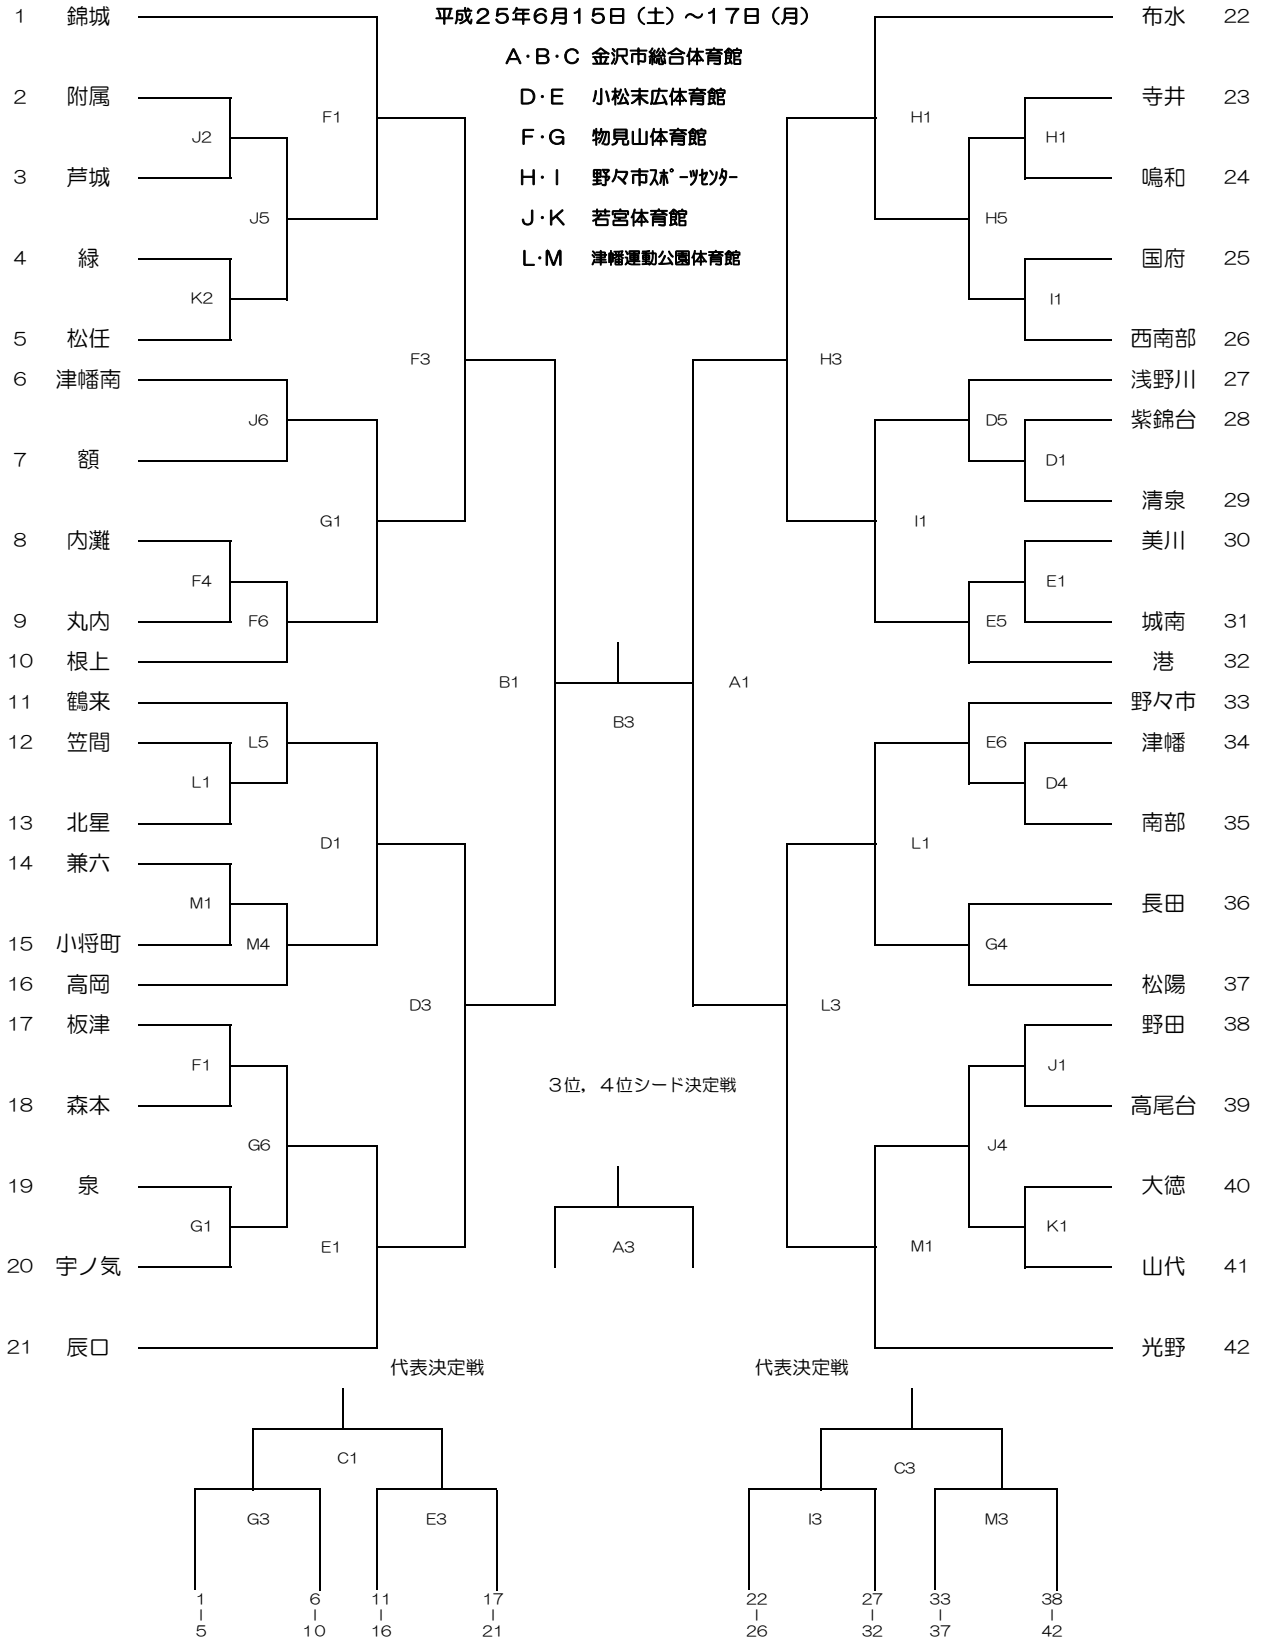 1 錦城 平成２５年６月１５日（土）～１７日（月） 布水 22
A・B・C 金沢市総合体育館
2 附属 D・E 小松末広体育館 寺井 23
F1 H1
J2 F・G 物見山体育館 H1
3 芦城 H・I 野々市ｽﾎﾟｰﾂｾﾝﾀｰ 鳴和 24
J5 J・K 若宮体育館 H5
4 緑 L・M 津幡運動公園体育館 国府 25
K2 I1
5 松任 西南部 26
F3 H3
6 津幡南 浅野川 27
J6 D5 紫錦台 28
7 額 D1
清泉 29
G1 I1
8 内灘 美川 30
F4 E1
9 丸内 F6 E5 城南 31
10 根上 港 32
B1 A1
11 鶴来 野々市 33
B3
12 笠間 L5 E6 津幡 34
L1 D4
13 北星 南部 35
D1 L1
14 兼六
M1 長田 36
15 小将町 M4 G4
16 高岡 松陽 37
D3 L3
17 板津 野田 38
F1 J1
３位，４位シード決定戦
18 森本 高尾台 39
G6 J4
19 泉 大徳 40
G1 K1
E1 A3 M1
20 宇ノ気 山代 41
21 辰口 光野 42
代表決定戦 代表決定戦
C1 C3
G3 E3 I3 M3
1 6 11 17 22 27 33 38
| | | | | | | |
5 10 16 21 26 32 37 42